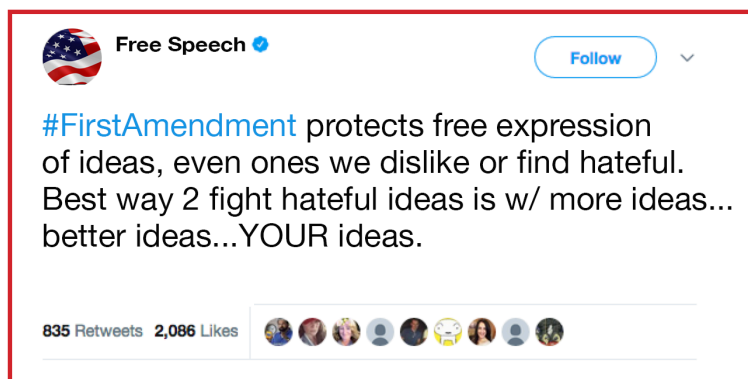 Free Speech
Follow
#FirstAmendment protects free expression
of ideas, even ones we dislike or find hateful.
Best way 2 fight hateful ideas is w/ more ideas...
better ideas...YOUR ideas.
835 Retweets 2,086 Likes